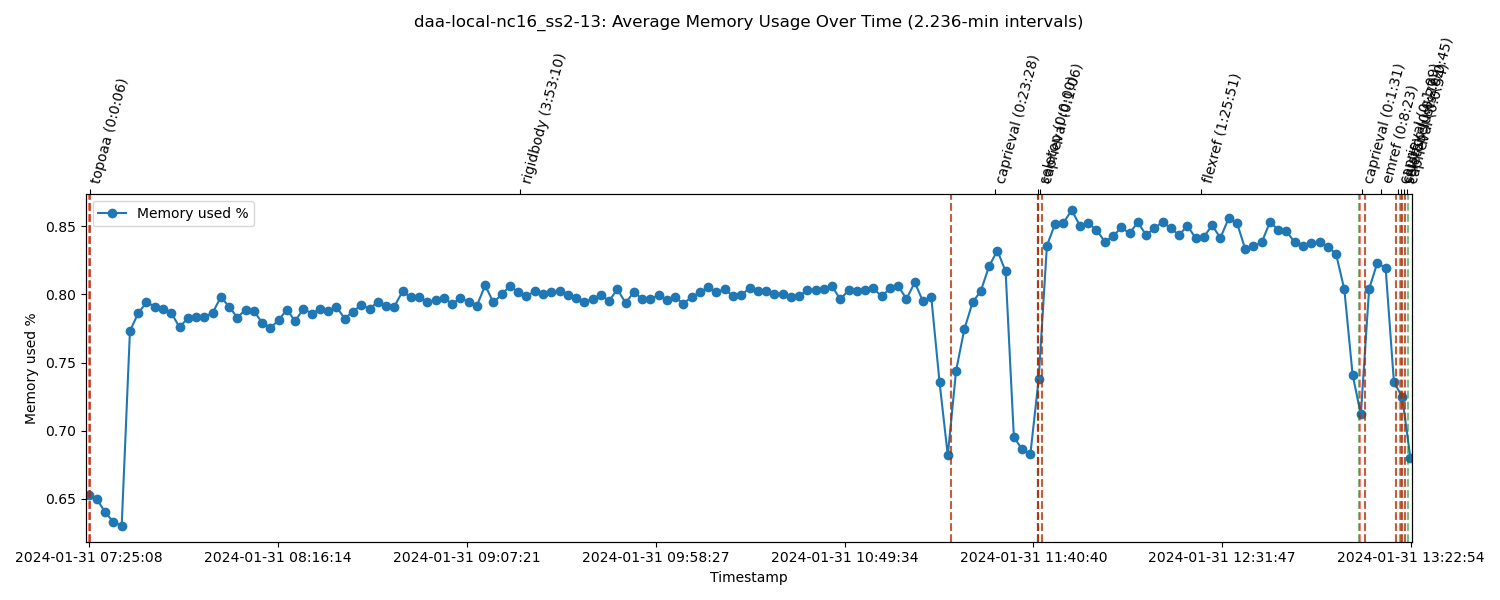 daa-local-nc16_ss2-13: Average Memory Usage Over Time (2.236-min intervals)
topoaa (0:0:06)
rigidbody (3:53:10)
caprieval (0:23:28)
caprieval (0:1:06)
flexref (1:25:51)
caprieval (0:1:31)
emref (0:8:23)
Memory used %
Memory used %
0.85
0.80
0.75
0.70
0.65
2024-01-31 07:25:08
2024-01-31 08:16:14
2024-01-31 09:07:21
2024-01-31 09:58:27
2024-01-31 10:49:34
2024-01-31 11:40:40
2024-01-31 12:31:47
2024-01-31 13:22:54
Timestamp